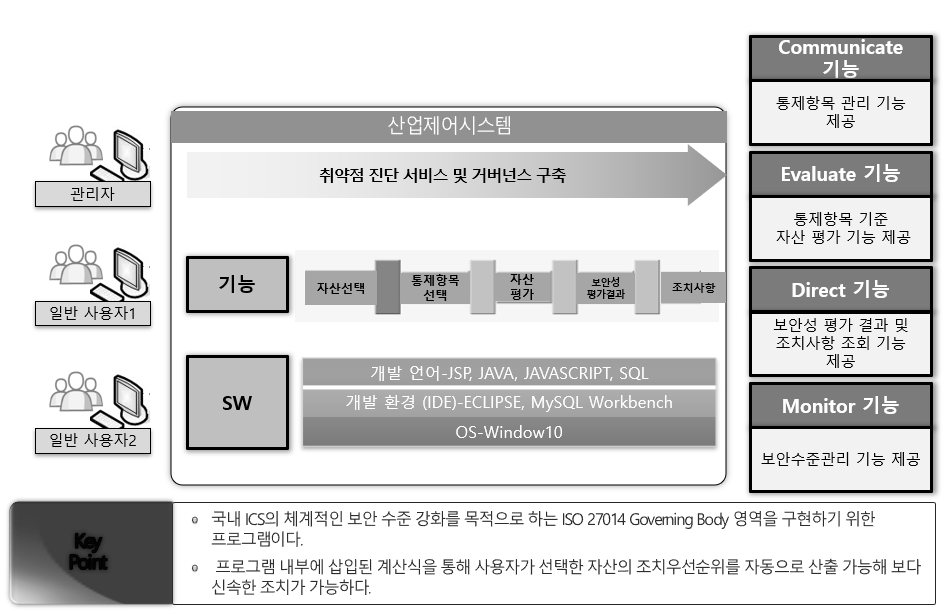 관리자
일반 사용자1
일반 사용자2
산업제어시스템
취약점 진단 서비스 및 거버넌스 구축
기능
자산선택
통제항목
선택
자산
평가
보안성
평가결과
조치사항
SW
개발 언어-JSP, JAVA, JAVASCRIPT, SQL
개발 환경 (IDE)-ECLIPSE, MySQL Workbench
OS-Window10
Communicate
기능
통제항목 관리 기능
제공
Evaluate 기능
통제항목 기준
자산 평가 기능 제공
Direct 기능
보안성 평가 결과 및
조치사항 조회 기능
제공
Monitor 기능
보안수준관리 기능 제공
Key
Point
국내 ICS의 체계적인 보안 수준 강화를 목적으로 하는 ISO 27014 Governing Body 영역을 구현하기 위한
프로그램이다.
프로그램 내부에 삽입된 계산식을 통해 사용자가 선택한 자산의 조치우선순위를 자동으로 산출 가능해 보다
신속한 조치가 가능하다.